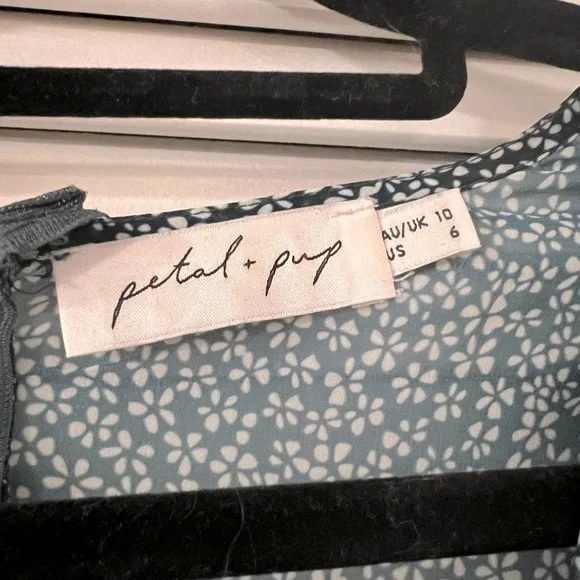 petal + pup
AU/UK 10
US 6